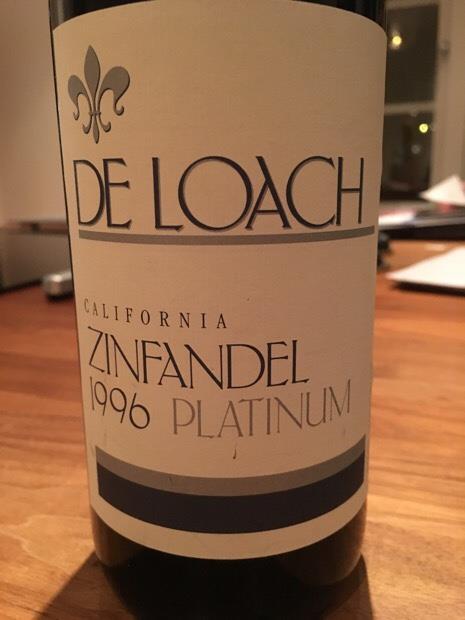 DE LOACH
CALIFORNIA
ZINFANDEL
1996 PLATINUM